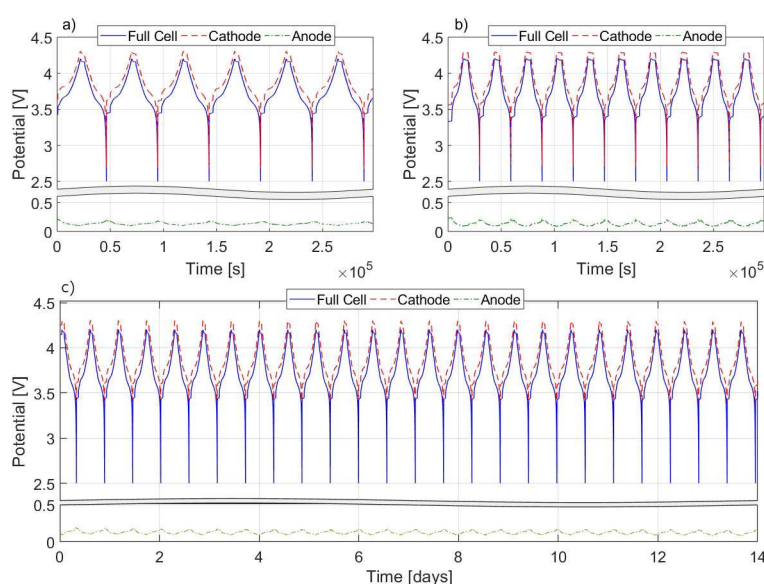 a)
Full Cell Cathode Anode
4.5
4
3.5
3
2.5
0.5
0
Potential [V]
0 0.5 1 1.5 2 2.5
Time [s]
×10⁵
b)
Full Cell Cathode Anode
4.5
4
3.5
3
2.5
0.5
0
Potential [V]
0 0.5 1 1.5 2 2.5
Time [s]
×10⁵
c)
Full Cell Cathode Anode
4.5
4
3.5
3
2.5
0.5
0
Potential [V]
0 2 4 6 8 10 12 14
Time [days]